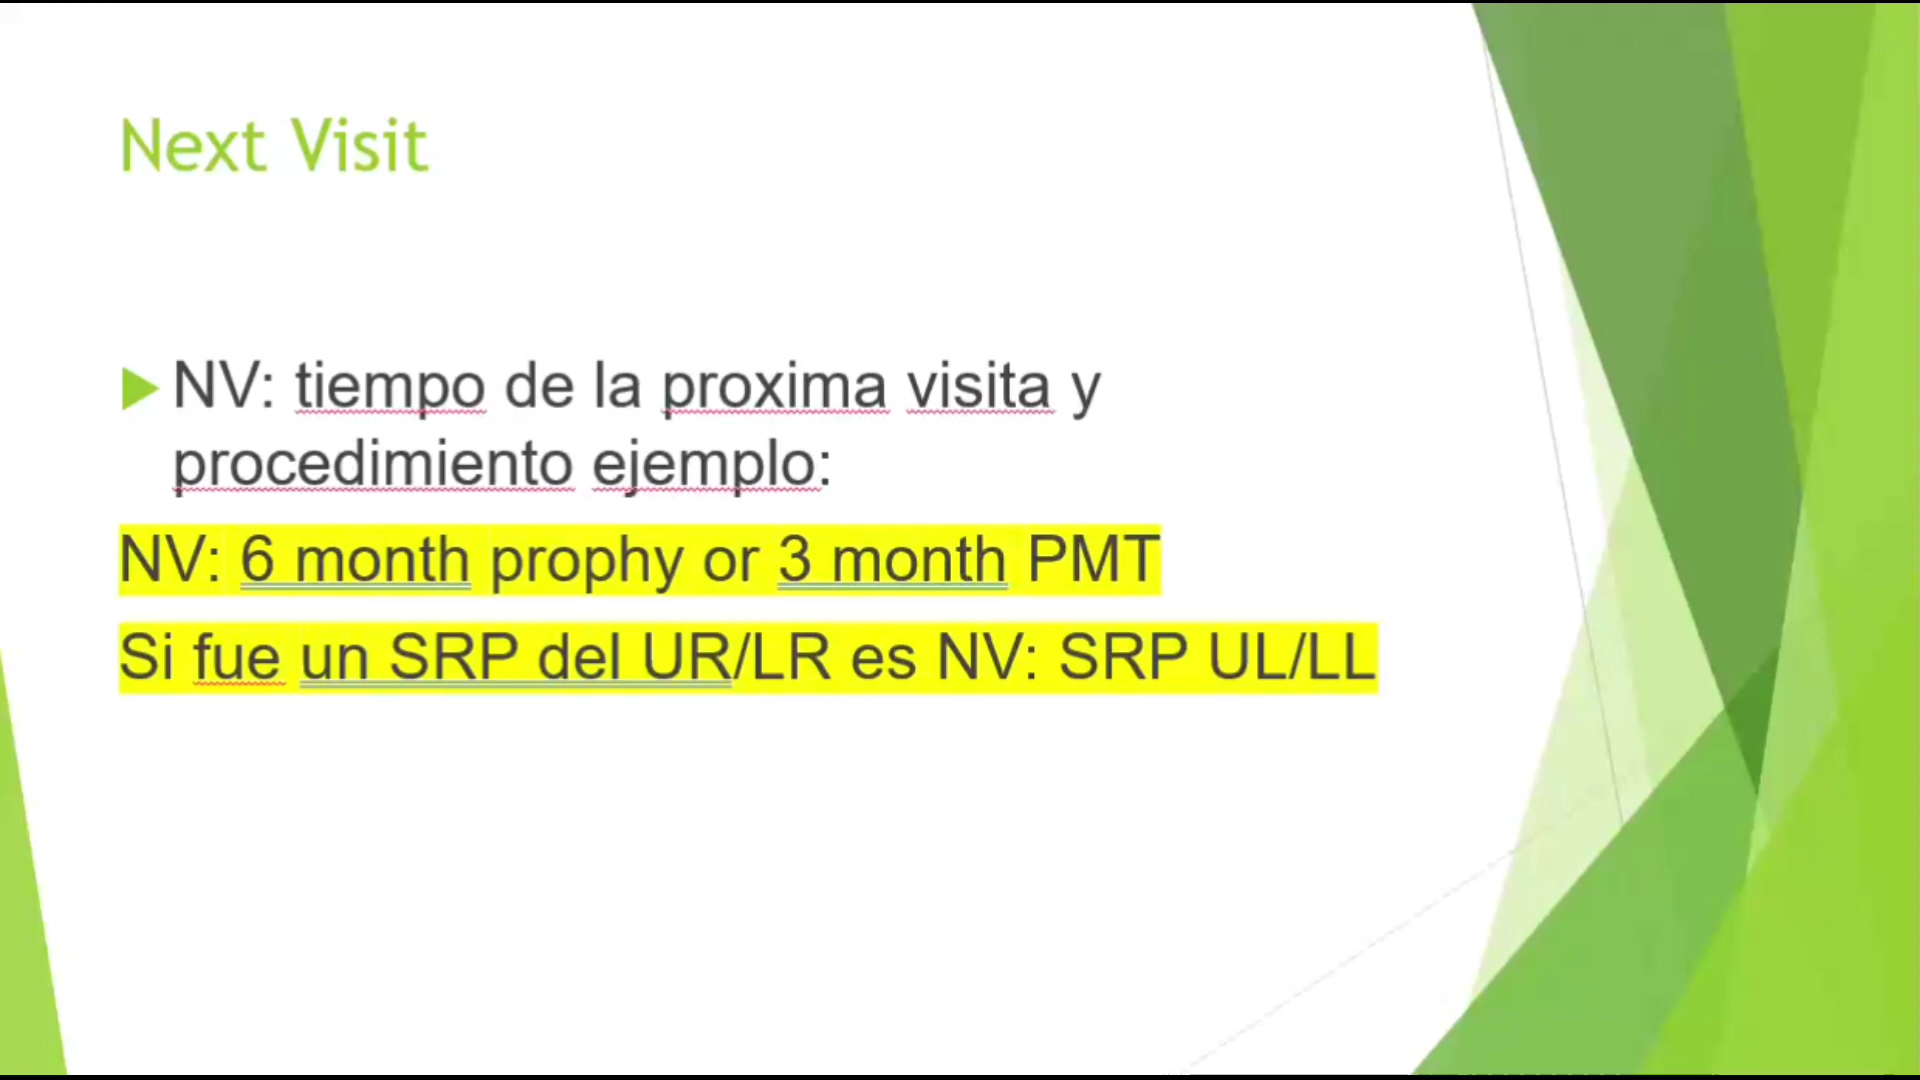 Next Visit
NV: tiempo de la proxima visita y
procedimiento ejemplo:
NV: 6 month prophy or 3 month PMT
Si fue un SRP del UR/LR es NV: SRP UL/LL